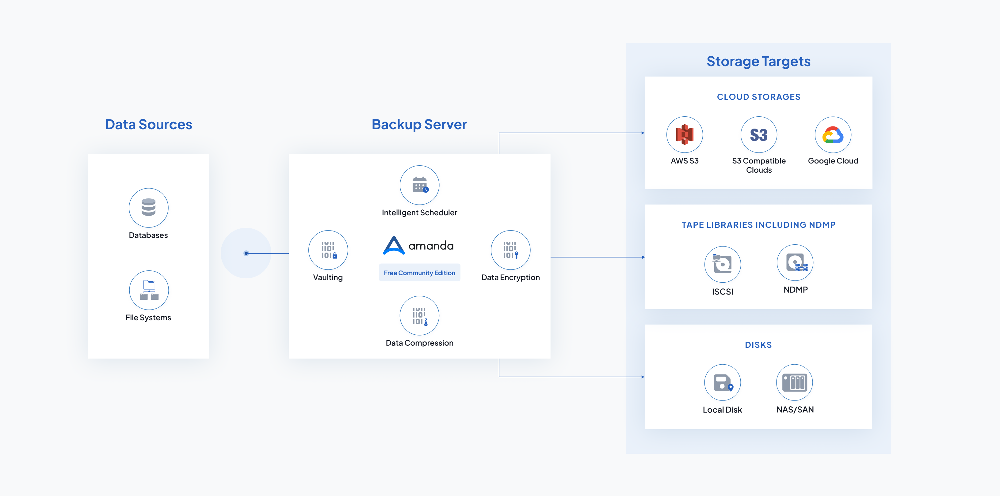 Data Sources
Databases
File Systems
Backup Server
Intelligent Scheduler
Vaulting
amanda
Free Community Edition
Data Encryption
Data Compression
Storage Targets
CLOUD STORAGES
AWS S3
S3
S3 Compatible
Clouds
Google Cloud
TAPE LIBRARIES INCLUDING NDMP
ISCSI
NDMP
DISKS
Local Disk
NAS/SAN